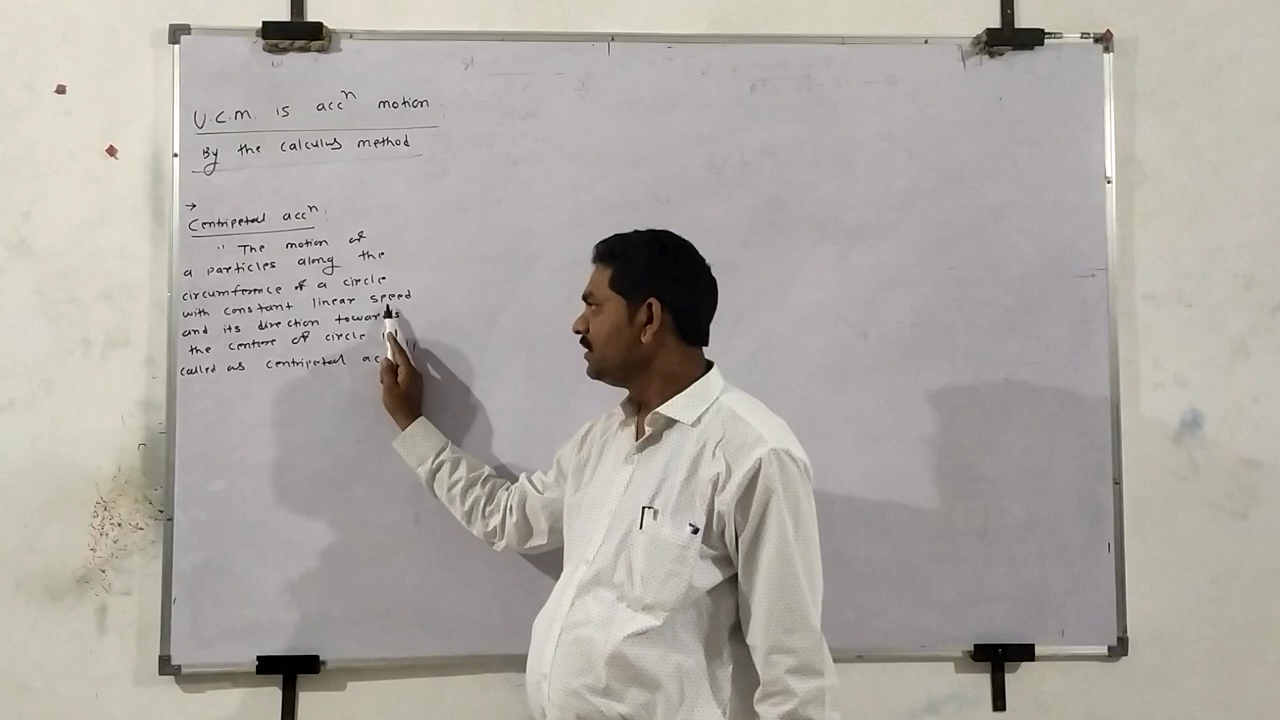 U.C.M. is accⁿ motion
By the calculus method
→
Centripetal accⁿ:
" The motion of
a particles along the
circumference of a circle
with constant linear speed
and its direction towards
the centre of circle
called as centripetal